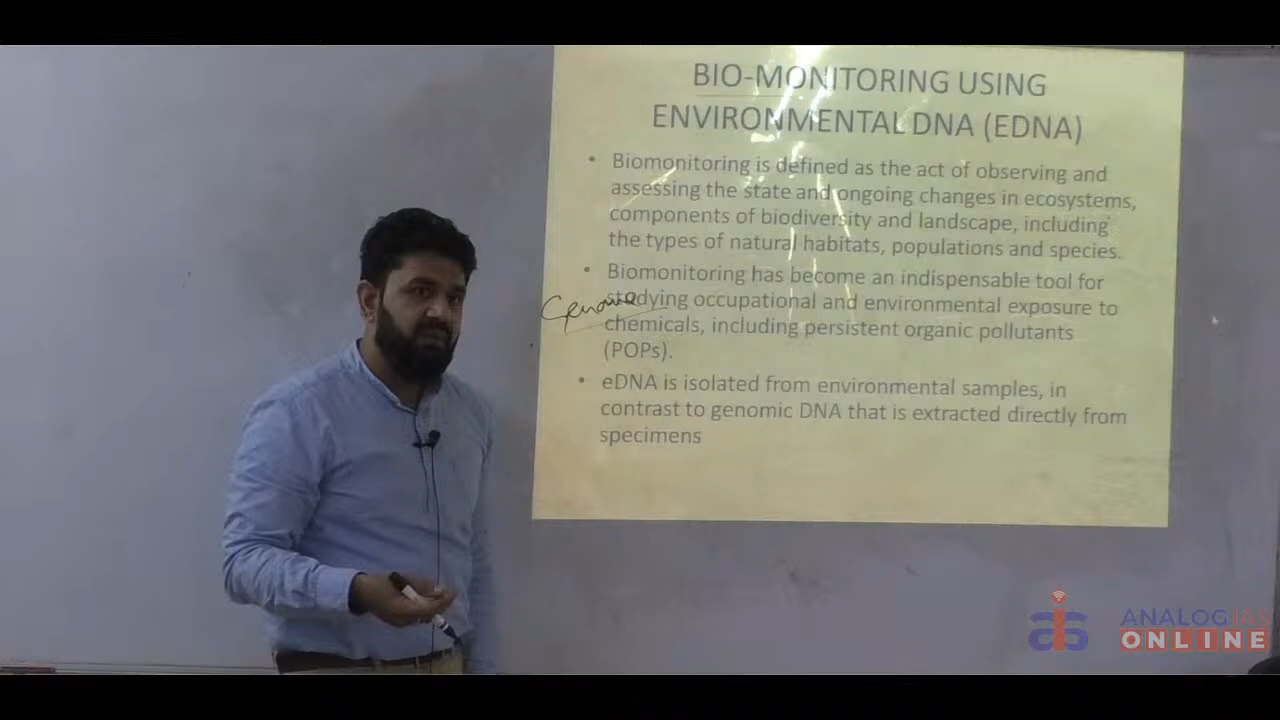 BIO-MONITORING USING
ENVIRONMENTAL DNA (EDNA)
• Biomonitoring is defined as the act of observing and
assessing the state and ongoing changes in ecosystems,
components of biodiversity and landscape, including
the types of natural habitats, populations and species.
• Biomonitoring has become an indispensable tool for
studying occupational and environmental exposure to
Genome
chemicals, including persistent organic pollutants
(POPs).
• eDNA is isolated from environmental samples, in
contrast to genomic DNA that is extracted directly from
specimens
ANALOG IAS
ONLINE